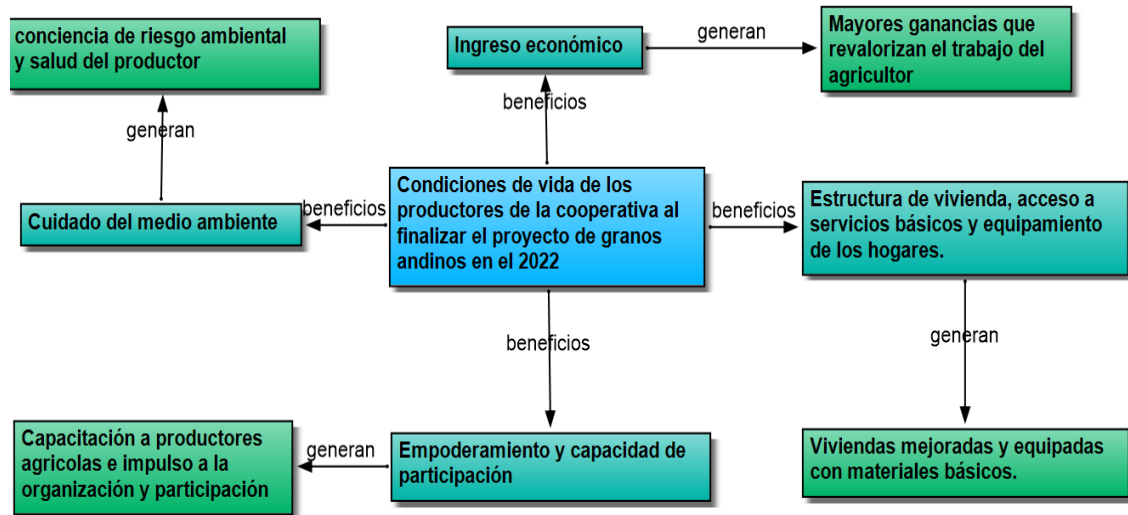 conciencia de riesgo ambiental
y salud del productor
generan
Cuidado del medio ambiente
beneficios
Ingreso económico
generan
Mayores ganancias que
revalorizan el trabajo del
agricultor
beneficios
Condiciones de vida de los
productores de la cooperativa al
finalizar el proyecto de granos
andinos en el 2022
beneficios
Estructura de vivienda, acceso a
servicios básicos y equipamiento
de los hogares.
generan
Viviendas mejoradas y equipadas
con materiales básicos.
beneficios
Empoderamiento y capacidad de
participación
generan
Capacitación a productores
agricolas e impulso a la
organización y participación